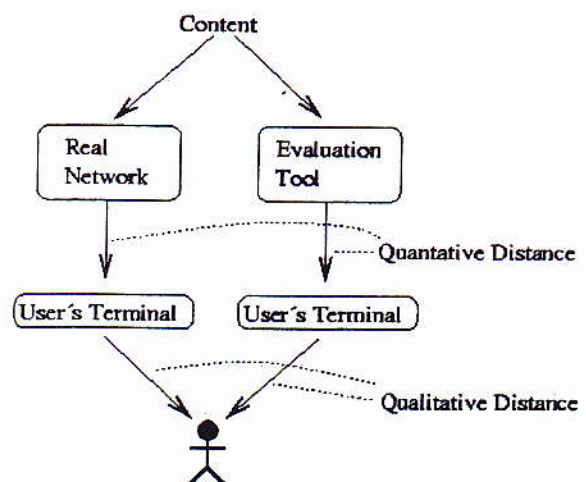 Content
Real
Network
Evaluation
Tool
Quantative Distance
User´s Terminal
User´s Terminal
Qualitative Distance